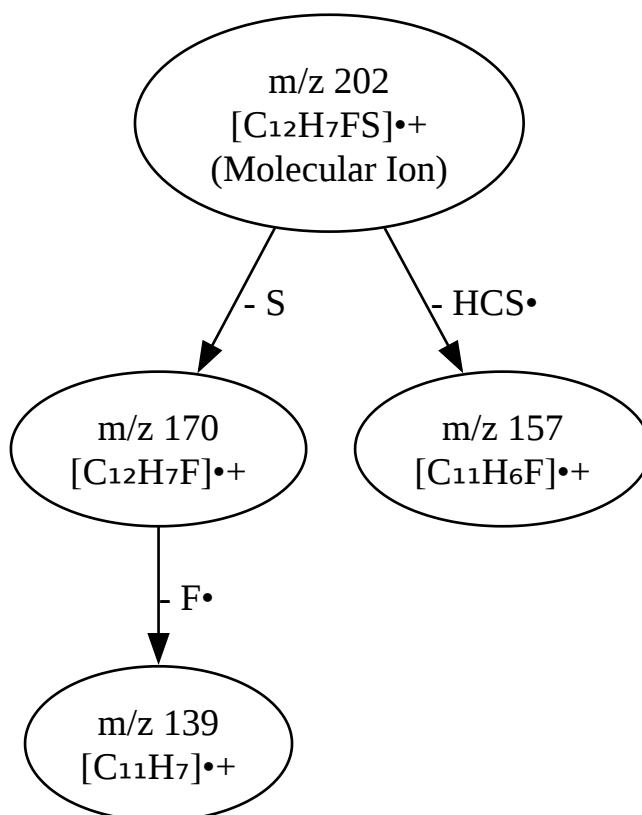 m/z 202
[C₁₂H₇FS]•+
(Molecular Ion)
- S
- HCS•
m/z 170
[C₁₂H₇F]•+
m/z 157
[C₁₁H₆F]•+
- F•
m/z 139
[C₁₁H₇]•+